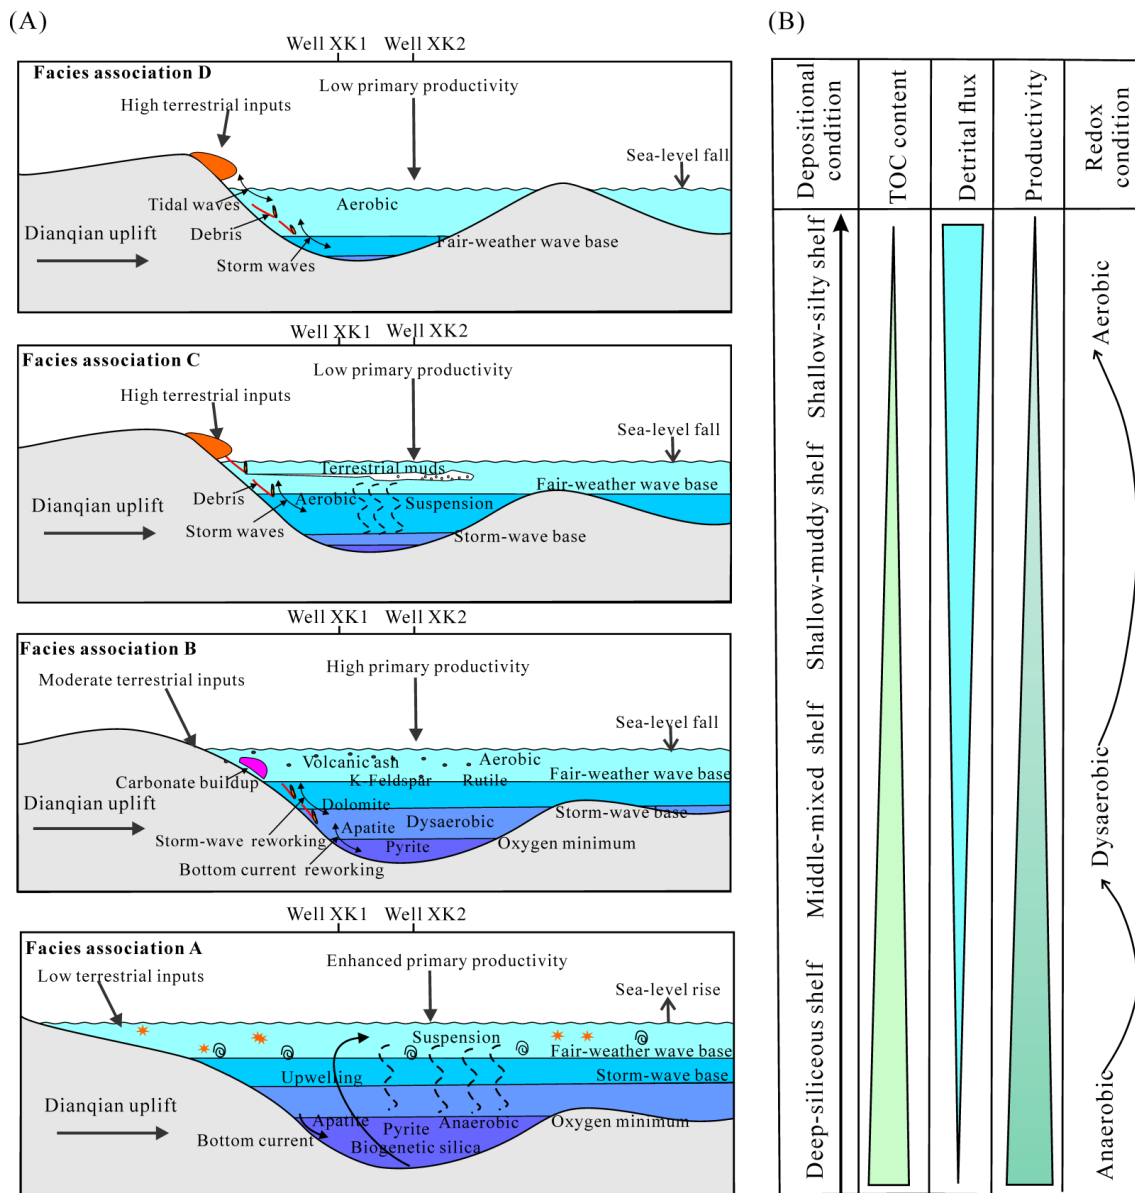 (A)
Well XK1 Well XK2
Facies association D
Low primary productivity
High terrestrial inputs
Sea-level fall
Tidal waves
Aerobic
Debris
Dianqian uplift
Fair-weather wave base
Storm waves
Well XK1 Well XK2
Facies association C
Low primary productivity
High terrestrial inputs
Sea-level fall
Terrestrial muds
Fair-weather wave base
Debris
Aerobic
Suspension
Dianqian uplift
Storm waves
Storm-wave base
Well XK1 Well XK2
Facies association B
High primary productivity
Moderate terrestrial inputs
Sea-level fall
Volcanic ash
Aerobic
Carbonate buildup
K-Feldspar
Rutile
Fair-weather wave base
Dianqian uplift
Dolomite
Storm-wave base
Apatite
Dysaerobic
Storm-wave reworking
Pyrite
Oxygen minimum
Bottom current reworking
Well XK1 Well XK2
Facies association A
Low terrestrial inputs
Enhanced primary productivity
Sea-level rise
Suspension
Fair-weather wave base
Upwelling
Storm-wave base
Dianqian uplift
Apatite
Pyrite
Anaerobic
Oxygen minimum
Bottom current
Biogenetic silica
(B)
Depositional
condition
TOC content
Detrital flux
Productivity
Redox
condition
Shallow-silty shelf
Shallow-muddy shelf
Middle-mixed shelf
Deep-siliceous shelf
Aerobic
Dysaerobic
Anaerobic